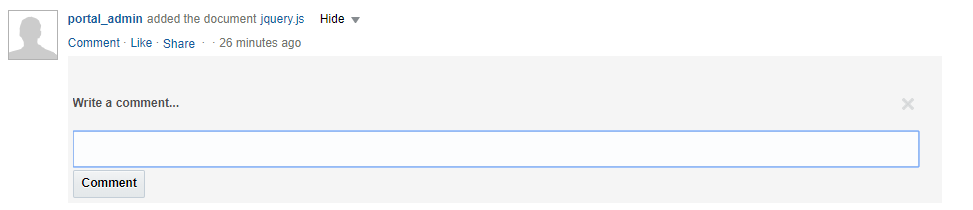 portal_admin added the document jquery.js Hide
Comment · Like · Share · · 26 minutes ago
Write a comment...
Comment